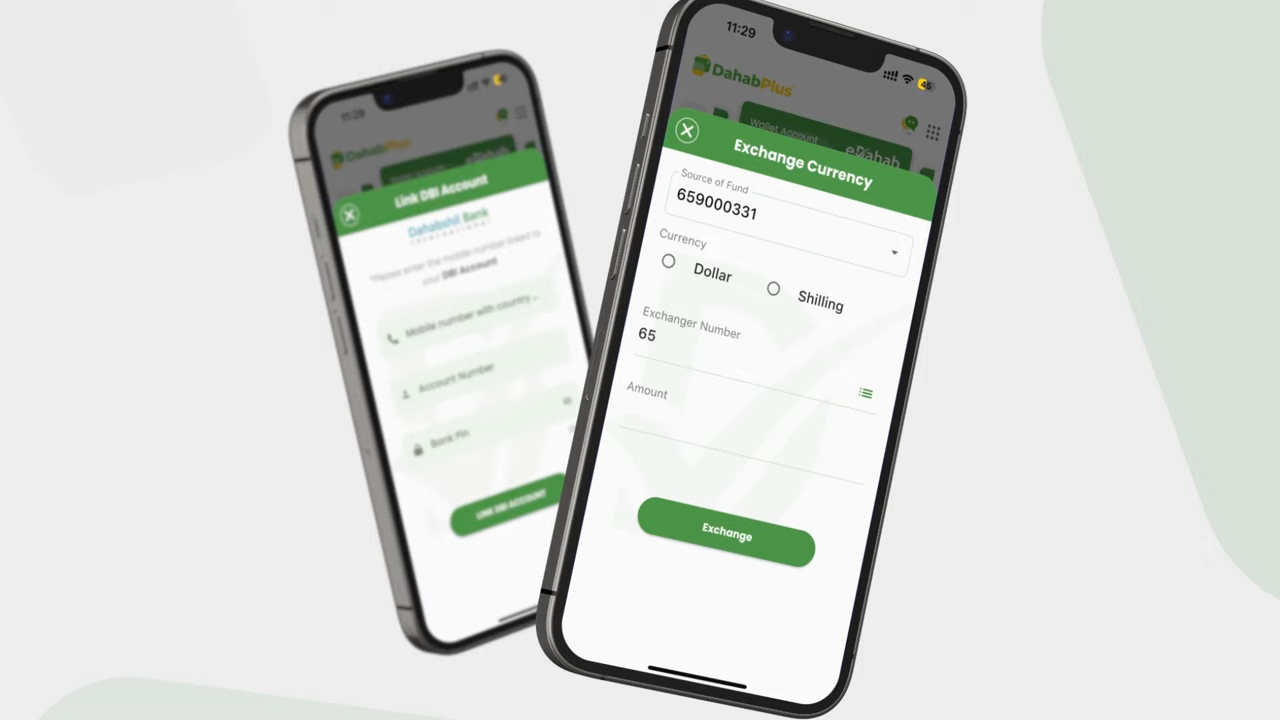 11:29
DahabPlus
eDahab
Link DBI Account
Dahabshil Bank
International
*Please enter the mobile number linked to
your DBI Account
Mobile number with country ...
Account Number
Bank Pin
LINK DBI ACCOUNT
11:29
45
DahabPlus
Wallet Account
eDahab
Exchange Currency
Source of Fund
659000331
Currency
Dollar
Shilling
Exchanger Number
65
Amount
Exchange